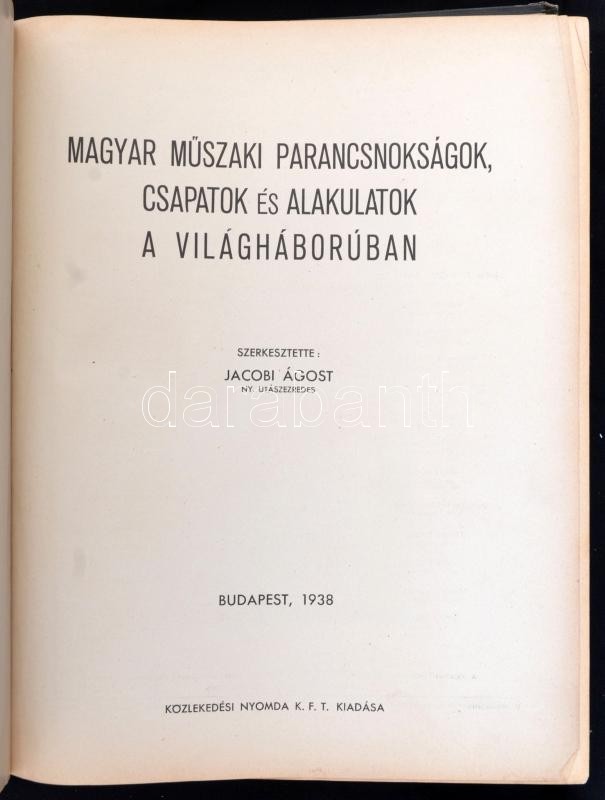 MAGYAR MŰSZAKI PARANCSNOKSÁGOK,
CSAPATOK ÉS ALAKULATOK
A VILÁGHÁBORÚBAN
SZERKESZTETTE:
JACOBI ÁGOST
NY. UTÁSZEZREDES
darabanth
BUDAPEST, 1938
KÖZLEKEDÉSI NYOMDA K. F. T. KIADÁSA